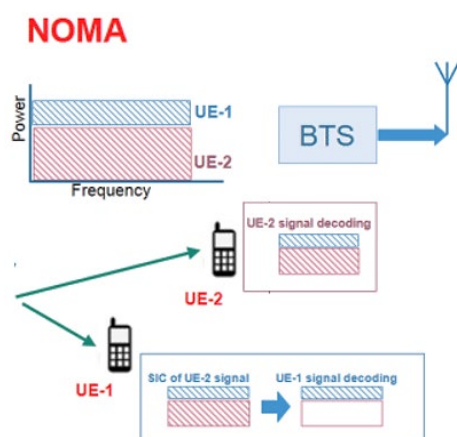 NOMA
Power
UE-1
UE-2
Frequency
BTS
UE-2 signal decoding
UE-2
UE-1
SIC of UE-2 signal
UE-1 signal decoding